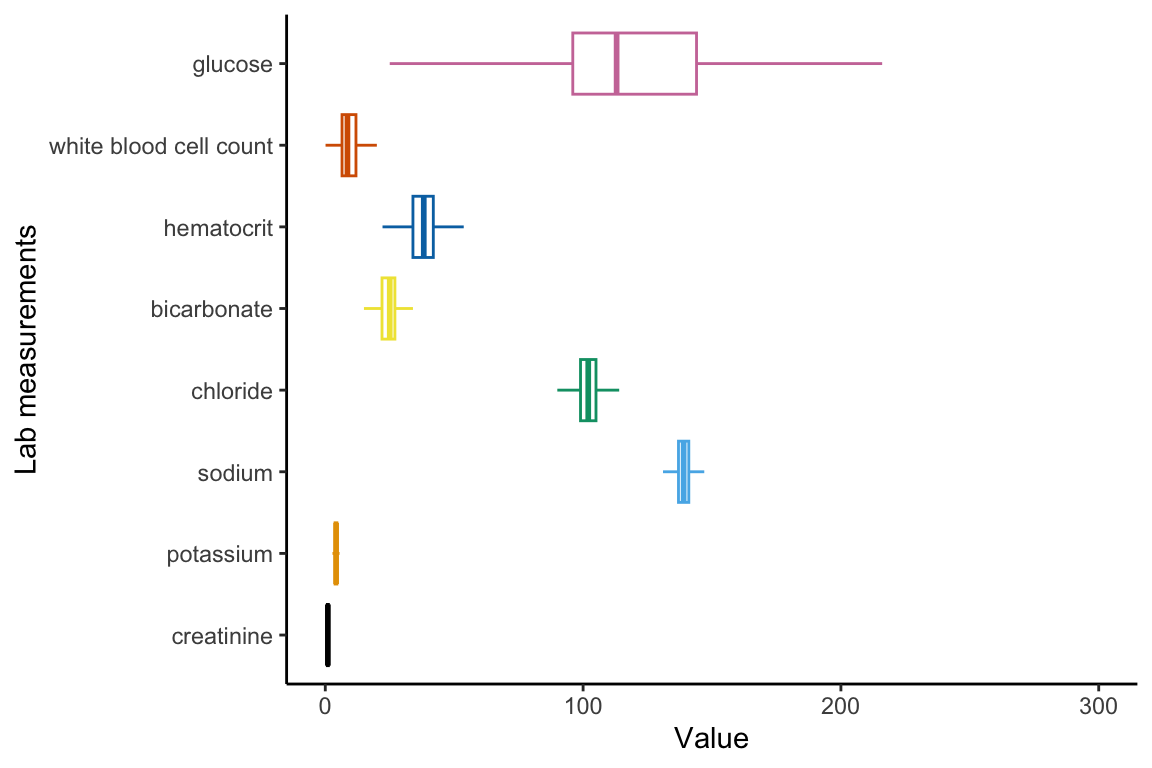 glucose
white blood cell count
hematocrit
bicarbonate
chloride
sodium
potassium
creatinine
Lab measurements
0 100 200 300
Value